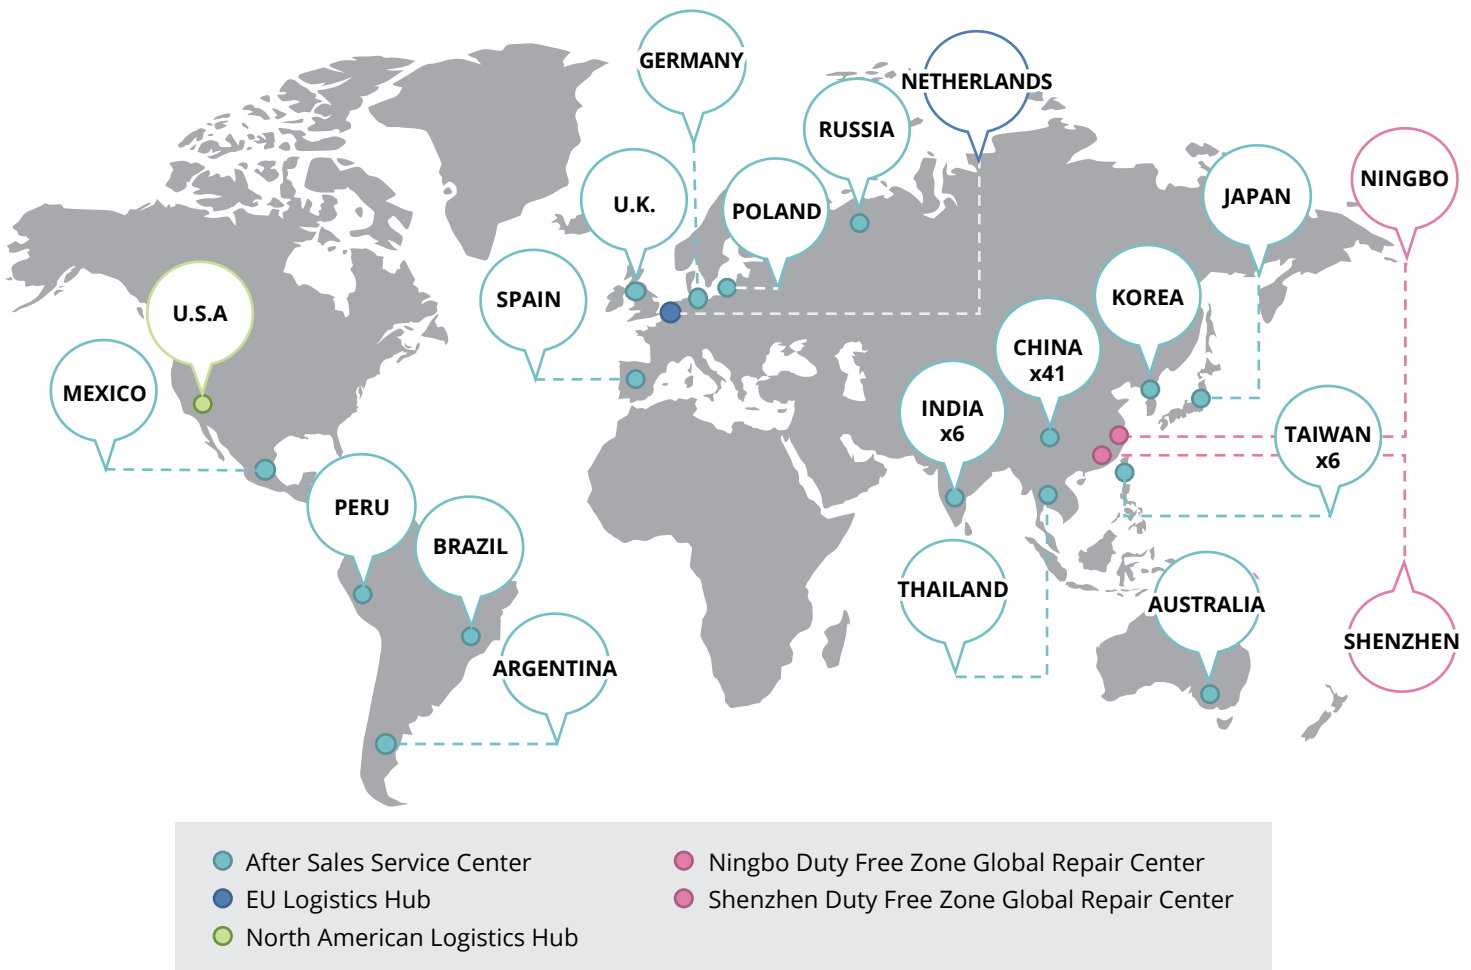 GERMANY
NETHERLANDS
RUSSIA
NINGBO
JAPAN
U.K.
POLAND
SPAIN
KOREA
U.S.A
CHINA
x41
MEXICO
INDIA
x6
TAIWAN
x6
PERU
BRAZIL
THAILAND
AUSTRALIA
SHENZHEN
ARGENTINA
After Sales Service Center
EU Logistics Hub
North American Logistics Hub
Ningbo Duty Free Zone Global Repair Center
Shenzhen Duty Free Zone Global Repair Center